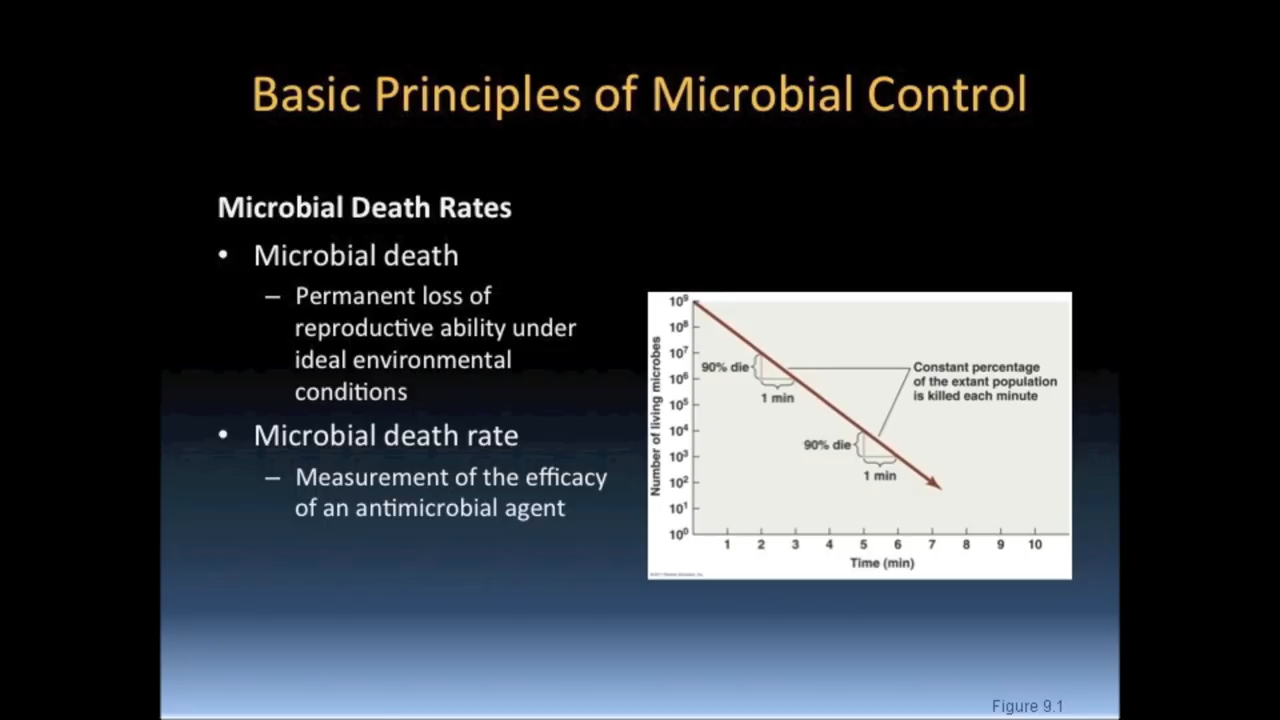 Basic Principles of Microbial Control
Microbial Death Rates
• Microbial death
– Permanent loss of
reproductive ability under
ideal environmental
conditions
• Microbial death rate
– Measurement of the efficacy
of an antimicrobial agent
Number of living microbes
10⁹
10⁸
10⁷
10⁶
10⁵
10⁴
10³
10²
10¹
10⁰
90% die
1 min
90% die
1 min
Constant percentage
of the extant population
is killed each minute
1 2 3 4 5 6 7 8 9 10
Time (min)
Figure 9.1